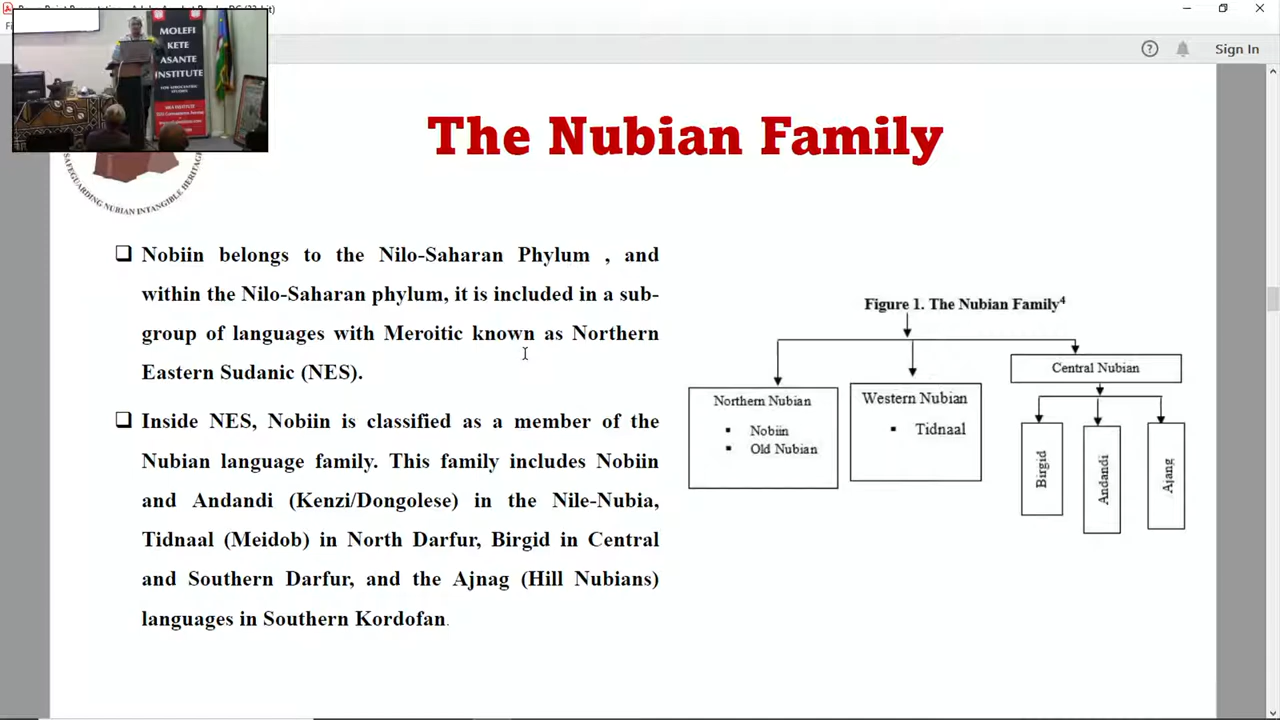 Sign In
MOLEFI
KETE
ASANTE
INSTITUTE
SAFEGUARDING NUBIAN INTANGIBLE HERITAGE
The Nubian Family
❑ Nobiin belongs to the Nilo-Saharan Phylum , and
within the Nilo-Saharan phylum, it is included in a sub-
group of languages with Meroitic known as Northern
Eastern Sudanic (NES).
❑ Inside NES, Nobiin is classified as a member of the
Nubian language family. This family includes Nobiin
and Andandi (Kenzi/Dongolese) in the Nile-Nubia,
Tidnaal (Meidob) in North Darfur, Birgid in Central
and Southern Darfur, and the Ajnag (Hill Nubians)
languages in Southern Kordofan.
Figure 1. The Nubian Family⁴
Northern Nubian
▪ Nobiin
▪ Old Nubian
Western Nubian
▪ Tidnaal
Central Nubian
Birgid
Andandi
Ajang